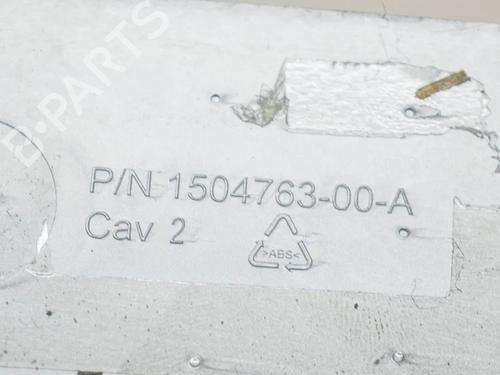 B-PARTS
P/N 1504763-00-A
Cav 2
>ABS<